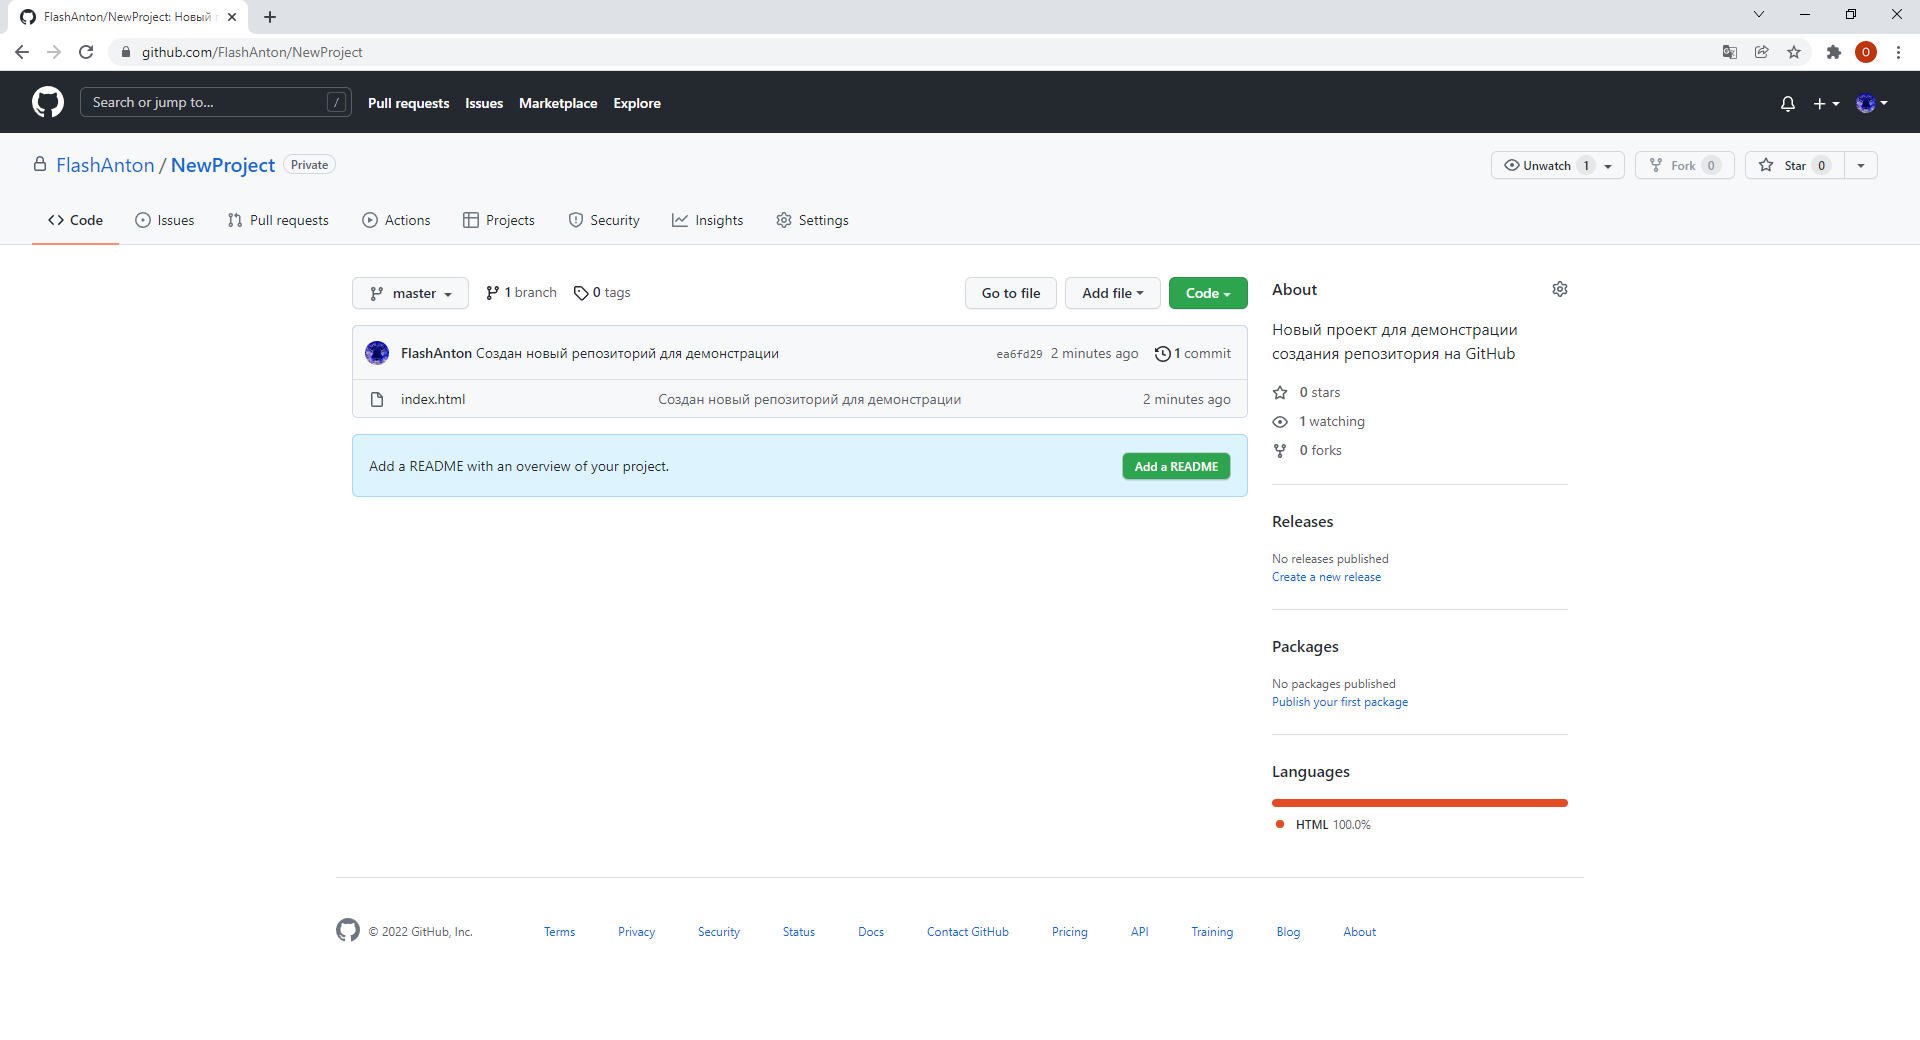 FlashAnton/NewProject: Новый
github.com/FlashAnton/NewProject
O
Search or jump to... /
Pull requests Issues Marketplace Explore
FlashAnton / NewProject Private
Unwatch 1 Fork 0 Star 0
Code Issues Pull requests Actions Projects Security Insights Settings
master 1 branch 0 tags Go to file Add file Code
FlashAnton Создан новый репозиторий для демонстрации ea6fd29 2 minutes ago 1 commit
index.html Создан новый репозиторий для демонстрации 2 minutes ago
Add a README with an overview of your project. Add a README
About
Новый проект для демонстрации
создания репозитория на GitHub
0 stars
1 watching
0 forks
Releases
No releases published
Create a new release
Packages
No packages published
Publish your first package
Languages
HTML 100.0%
© 2022 GitHub, Inc. Terms Privacy Security Status Docs Contact GitHub Pricing API Training Blog About